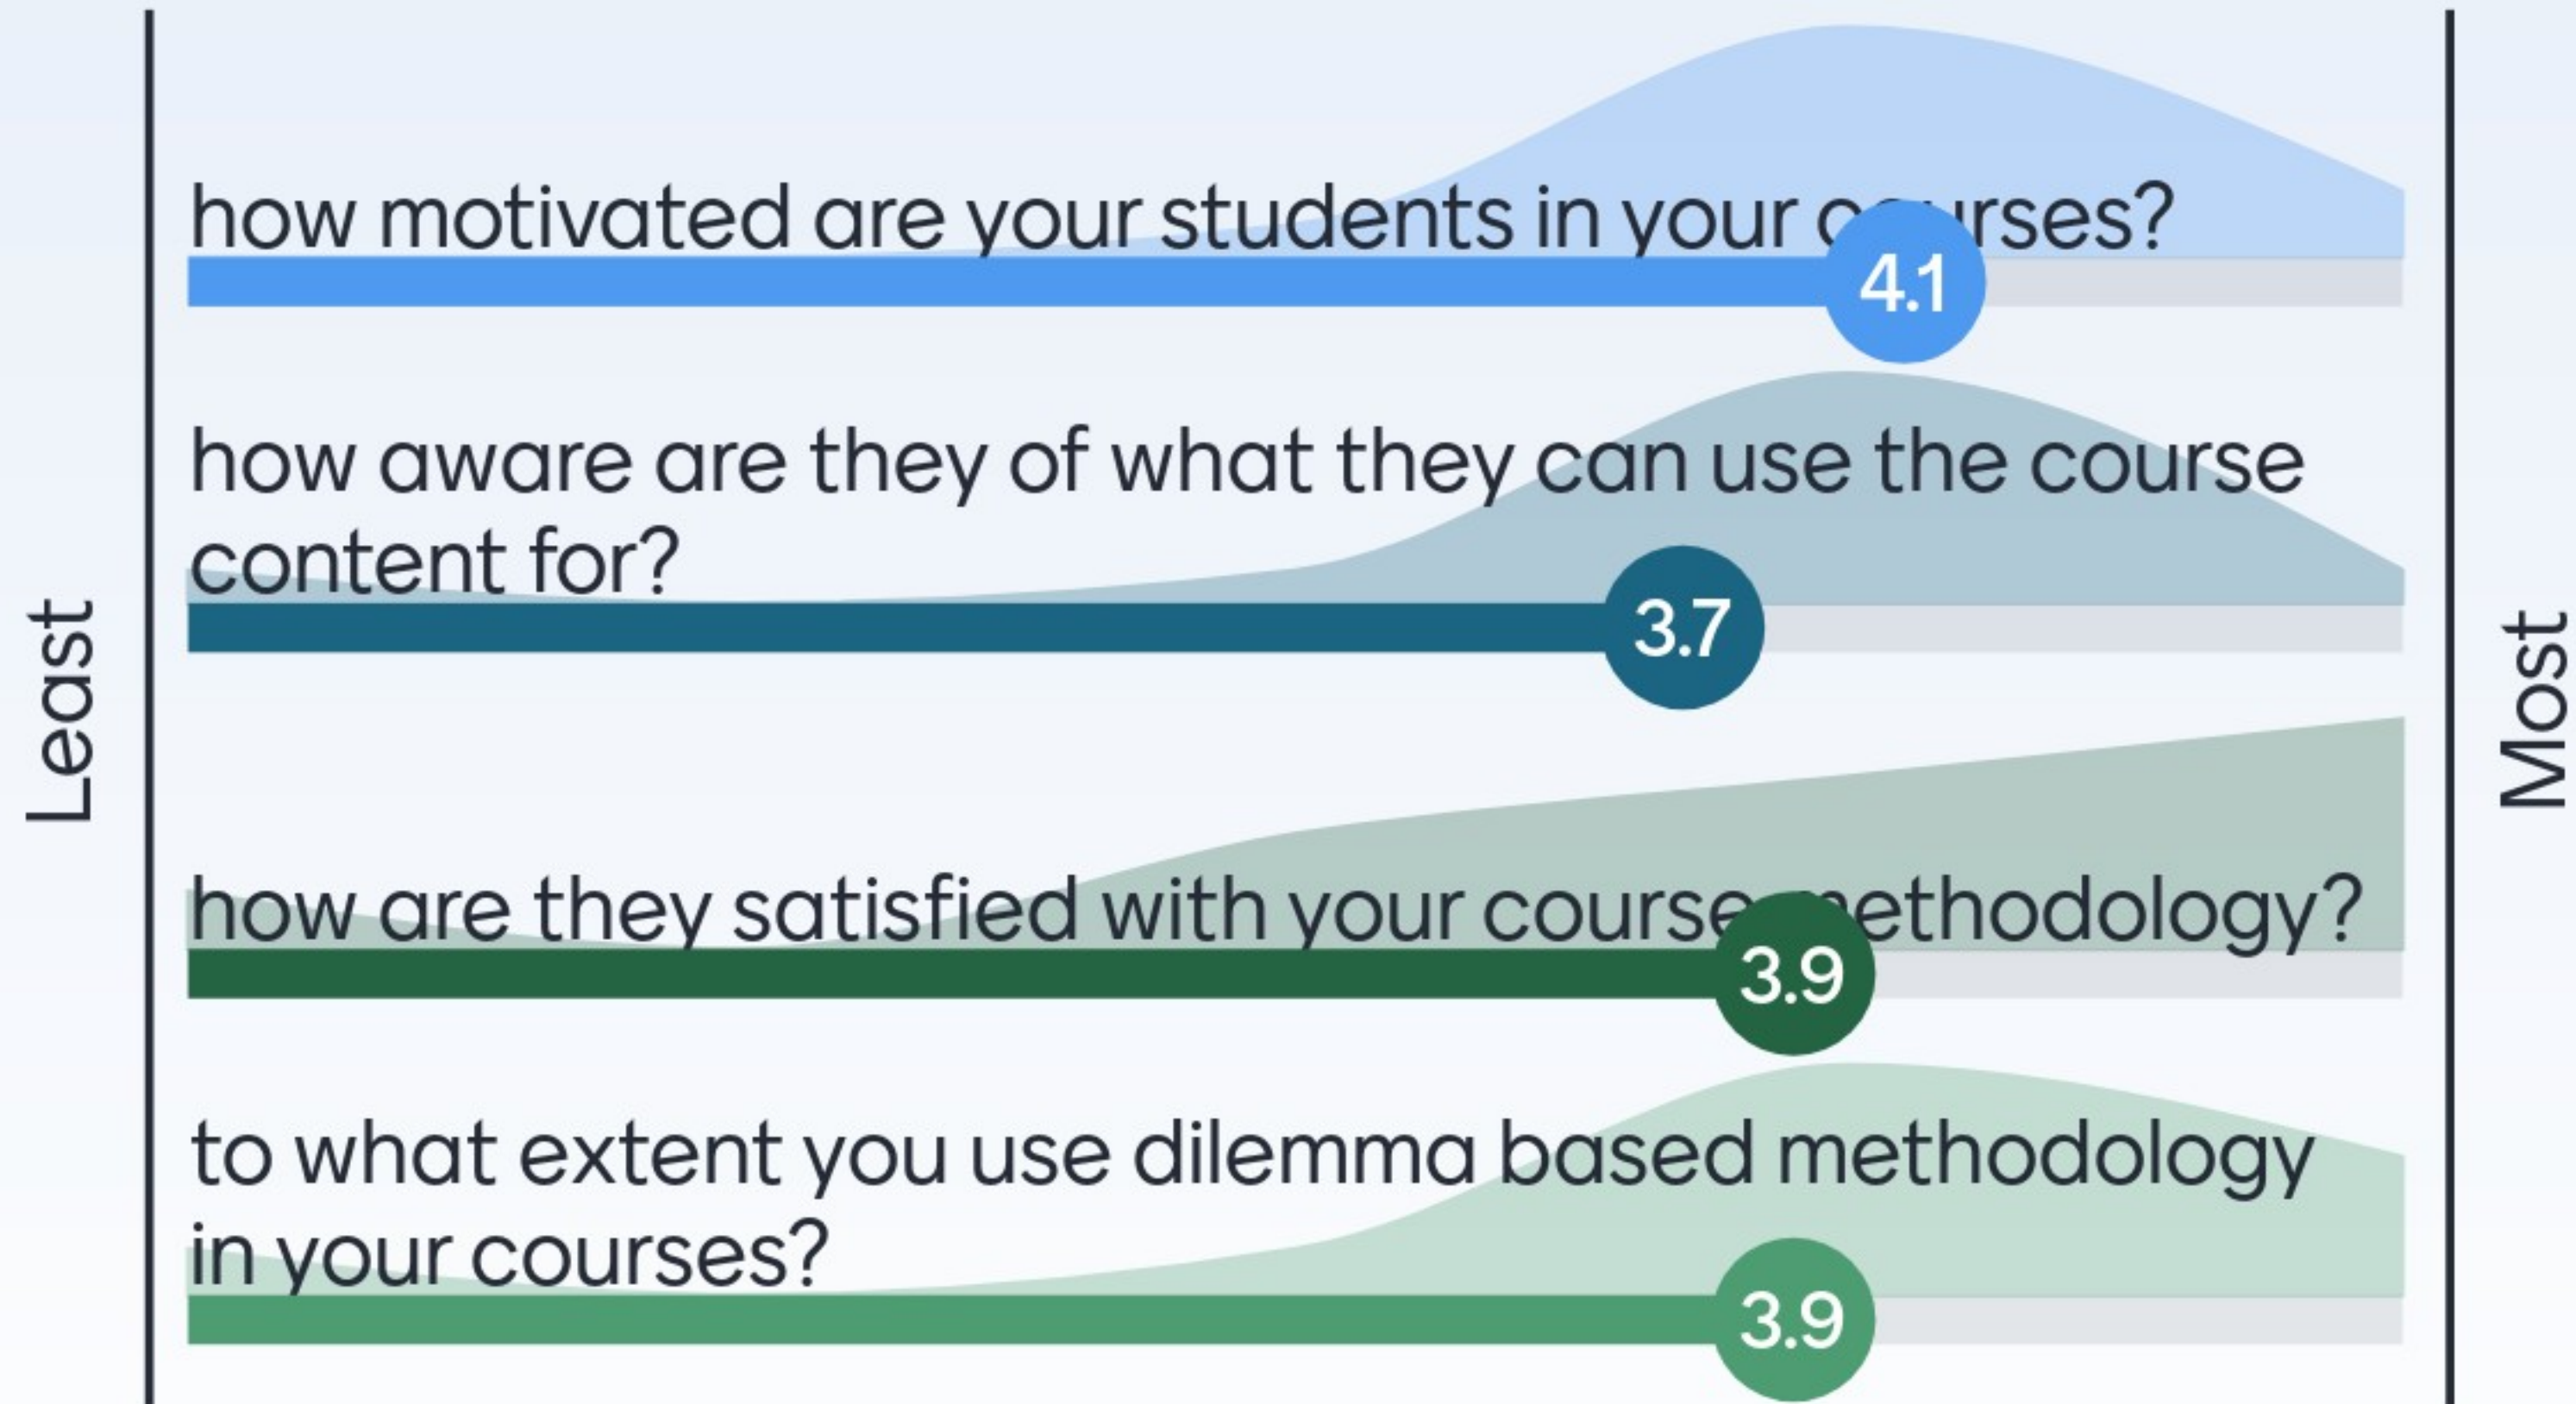 how motivated are your students in your courses?
4.1
how aware are they of what they can use the course
content for?
3.7
Least
Most
how are they satisfied with your course methodology?
3.9
to what extent you use dilemma based methodology
in your courses?
3.9